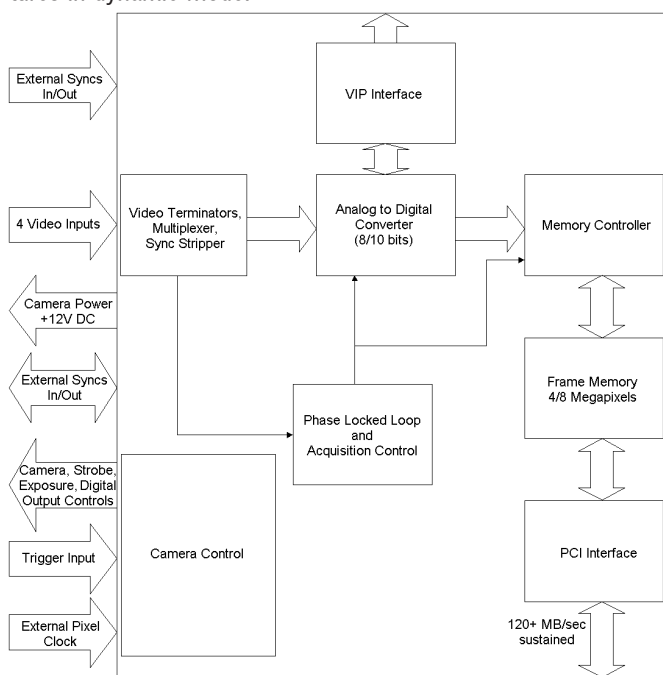 External Syncs
In/Out
VIP Interface
4 Video Inputs
Video Terminators,
Multiplexer,
Sync Stripper
Analog to Digital
Converter
(8/10 bits)
Memory Controller
Camera Power
+12V DC
External Syncs
In/Out
Phase Locked Loop
and
Acquisition Control
Frame Memory
4/8 Megapixels
Camera, Strobe,
Exposure, Digital
Output Controls
Trigger Input
Camera Control
PCI Interface
External Pixel
Clock
120+ MB/sec
sustained